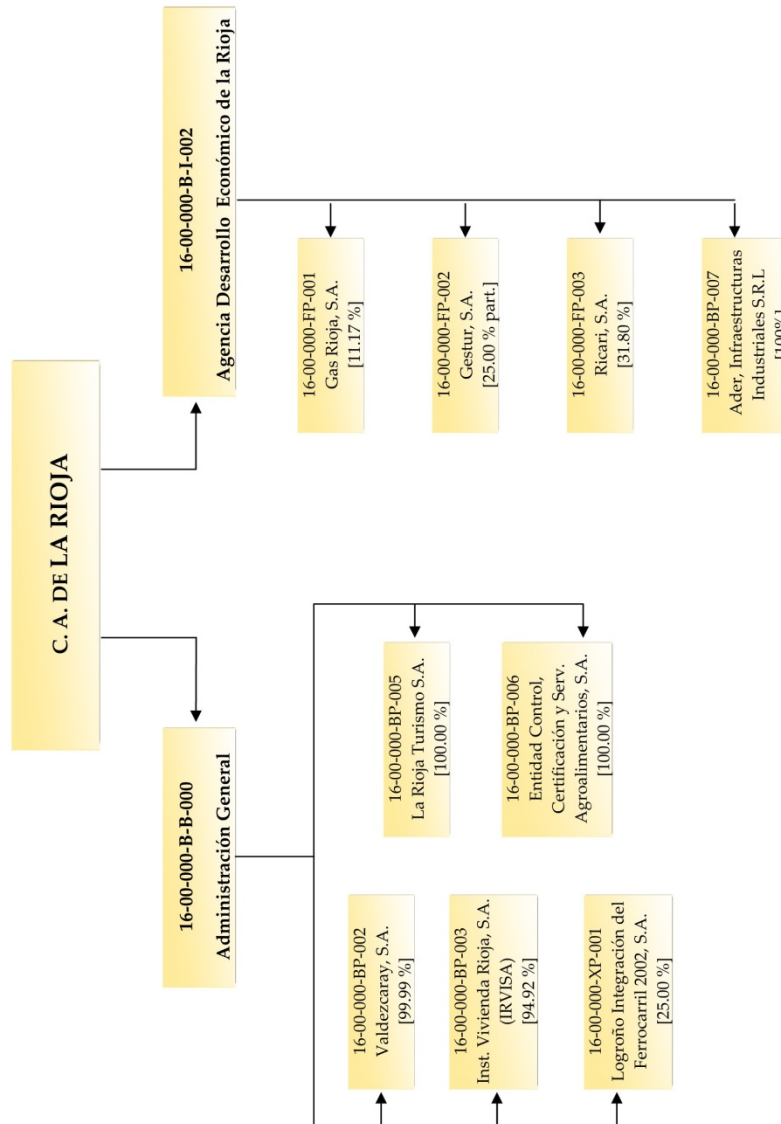 C. A. DE LA RIOJA
16-00-000-B-B-000
Administración General
16-00-000-B-I-002
Agencia Desarrollo Económico de la Rioja
16-00-000-BP-002
Valdezcaray, S.A.
[99.99 %]
16-00-000-BP-003
Inst. Vivienda Rioja, S.A.
(IRVISA)
[94.92 %]
16-00-000-XP-001
Logroño Integración del
Ferrocarril 2002, S.A.
[25.00 %]
16-00-000-BP-005
La Rioja Turismo S.A.
[100.00 %]
16-00-000-BP-006
Entidad Control,
Certificación y Serv.
Agroalimentarios, S.A.
[100.00 %]
16-00-000-FP-001
Gas Rioja, S.A.
[11.17 %]
16-00-000-FP-002
Gestur, S.A.
[25.00 % part.]
16-00-000-FP-003
Ricari, S.A.
[31.80 %]
16-00-000-BP-007
Ader, Infraestructuras
Industriales S.R.L
[100%]